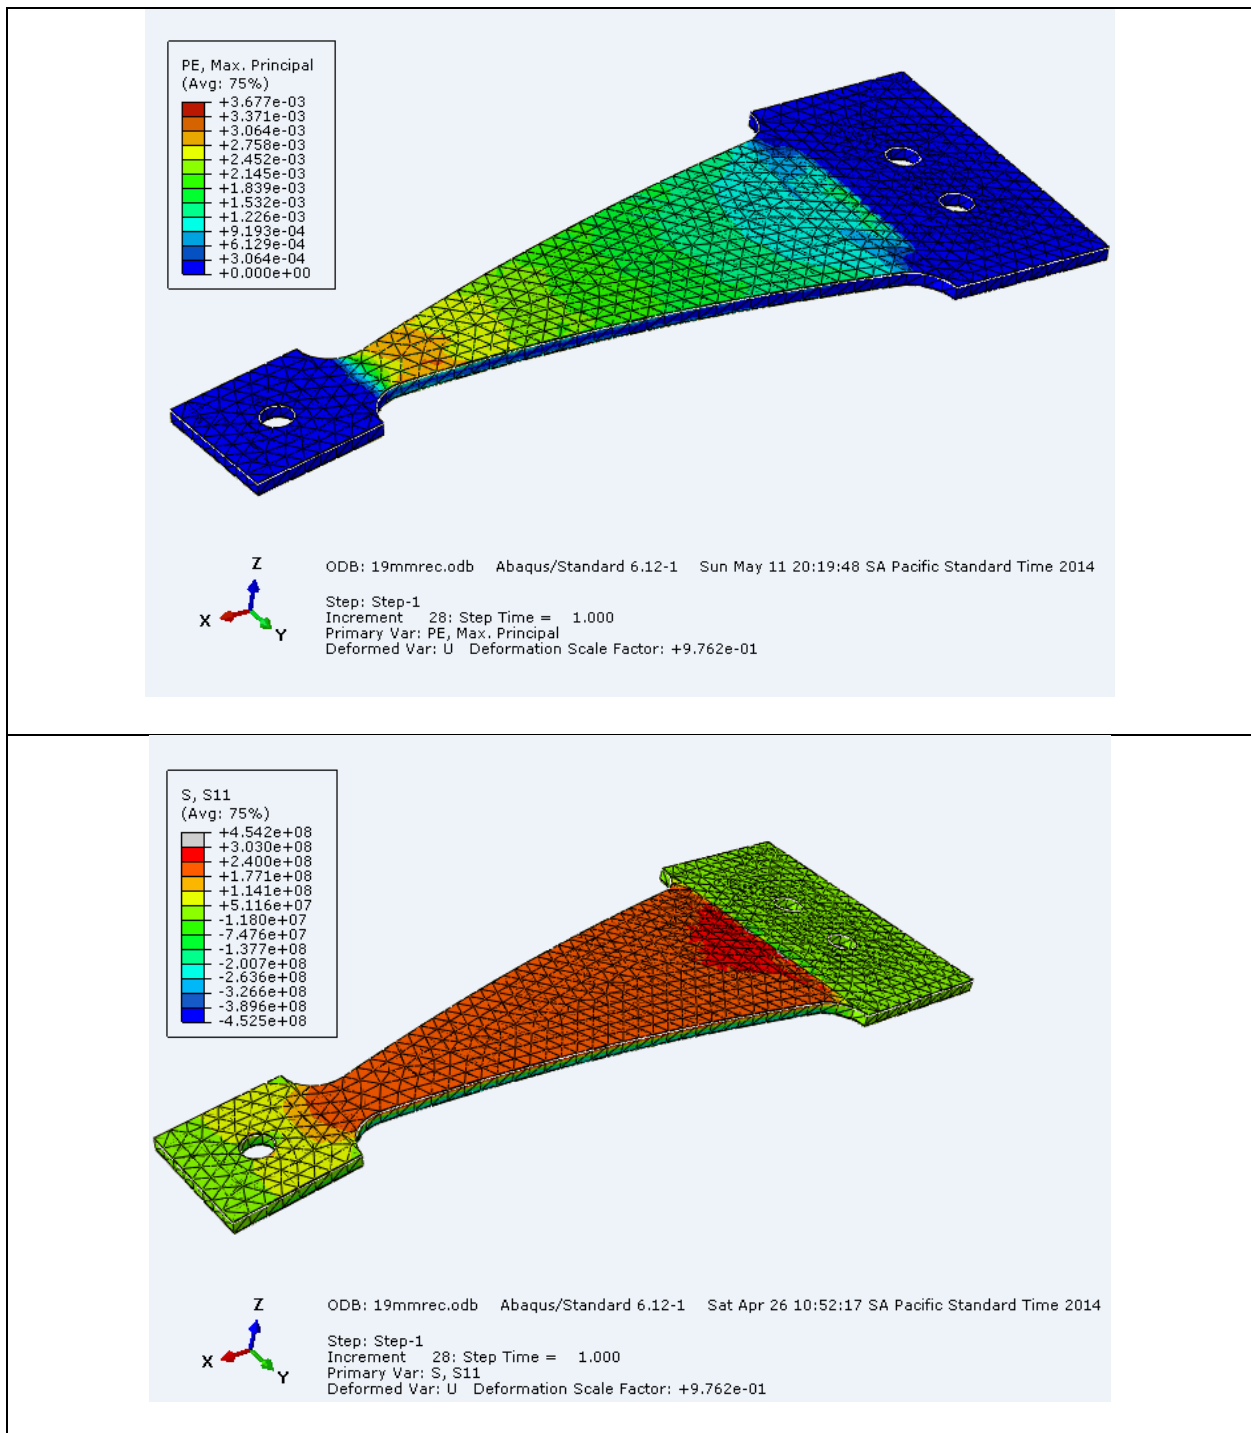 PE, Max. Principal
(Avg: 75%)
+3.677e-03
+3.371e-03
+3.064e-03
+2.758e-03
+2.452e-03
+2.145e-03
+1.839e-03
+1.532e-03
+1.226e-03
+9.193e-04
+6.129e-04
+3.064e-04
+0.000e+00
Z
X
Y
ODB: 19mmrec.odb Abaqus/Standard 6.12-1 Sun May 11 20:19:48 SA Pacific Standard Time 2014
Step: Step-1
Increment 28: Step Time = 1.000
Primary Var: PE, Max. Principal
Deformed Var: U Deformation Scale Factor: +9.762e-01
S, S11
(Avg: 75%)
+4.542e+08
+3.030e+08
+2.400e+08
+1.771e+08
+1.141e+08
+5.116e+07
-1.180e+07
-7.476e+07
-1.377e+08
-2.007e+08
-2.636e+08
-3.266e+08
-3.896e+08
-4.525e+08
Z
X
Y
ODB: 19mmrec.odb Abaqus/Standard 6.12-1 Sat Apr 26 10:52:17 SA Pacific Standard Time 2014
Step: Step-1
Increment 28: Step Time = 1.000
Primary Var: S, S11
Deformed Var: U Deformation Scale Factor: +9.762e-01